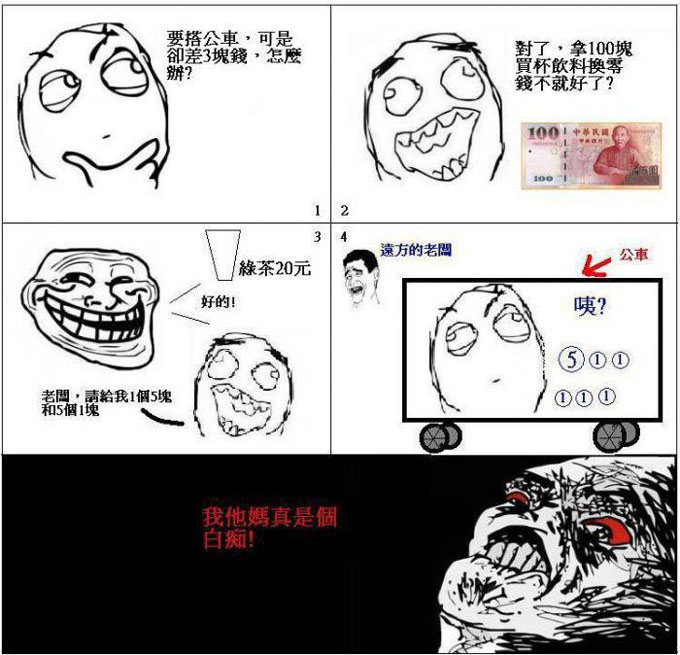 要搭公車，可是
卻差3塊錢，怎麼
辦?
1
對了，拿100塊
買杯飲料換零
錢不就好了?
100
中華民國
100
2
3
綠茶20元
好的!
老闆，請給我1個5塊
和5個1塊
4
遠方的老闆
公車
咦?
5 1 1
1 1 1
我他媽真是個
白痴!